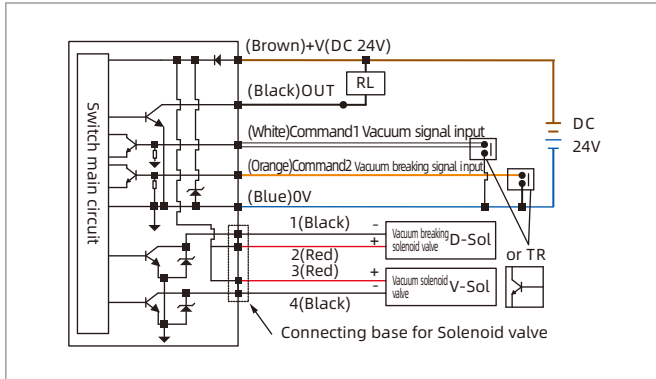 (Brown)+V(DC 24V)
RL
(Black)OUT
(White)Command1 Vacuum signal input
DC
24V
(Orange)Command2 Vacuum breaking signal input
Switch main circuit
(Blue)0V
1(Black)
-
Vacuum breaking
solenoid valve
D-Sol
+
2(Red)
or TR
3(Red)
+
Vacuum solenoid
valve
V-Sol
-
4(Black)
Connecting base for Solenoid valve